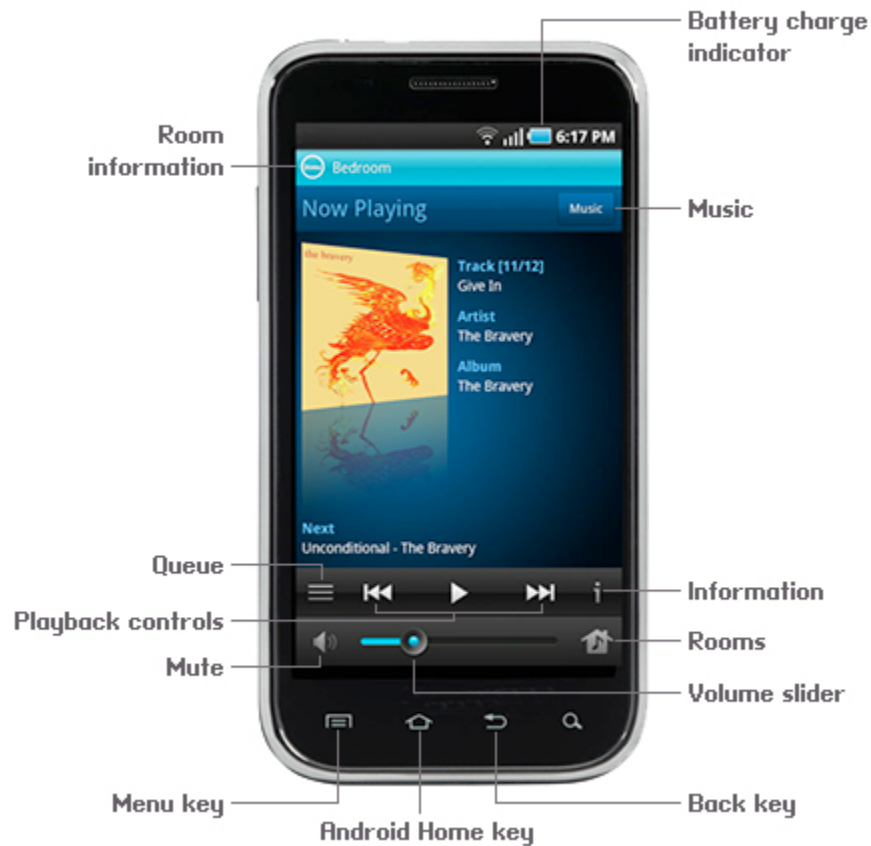 Battery charge
indicator
Room
information
6:17 PM
Bedroom
Now Playing
Music
Music
the bravery
Track [11/12]
Give In
Artist
The Bravery
Album
The Bravery
Next
Unconditional - The Bravery
Queue
Information
Playback controls
Rooms
Mute
Volume slider
Menu key
Back key
Android Home key